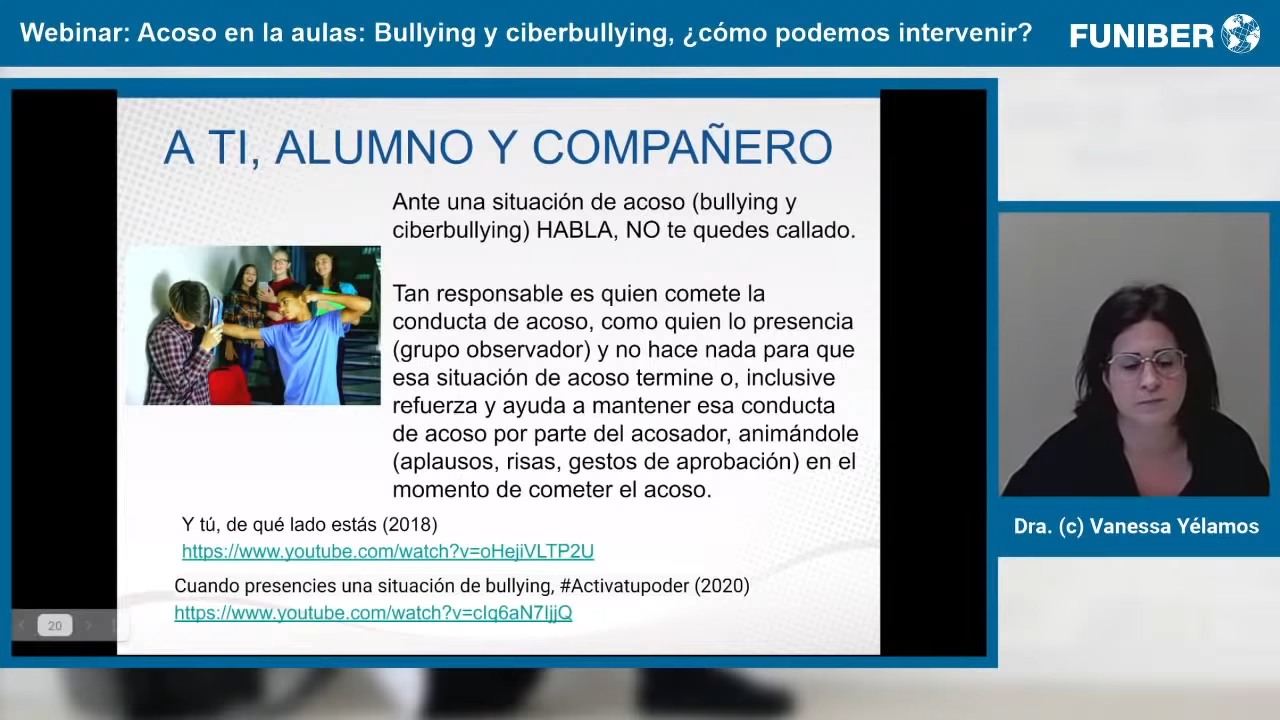 Webinar: Acoso en la aulas: Bullying y ciberbullying, ¿cómo podemos intervenir?
FUNIBER
A TI, ALUMNO Y COMPAÑERO
Ante una situación de acoso (bullying y
ciberbullying) HABLA, NO te quedes callado.
Tan responsable es quien comete la
conducta de acoso, como quien lo presencia
(grupo observador) y no hace nada para que
esa situación de acoso termine o, inclusive
refuerza y ayuda a mantener esa conducta
de acoso por parte del acosador, animándole
(aplausos, risas, gestos de aprobación) en el
momento de cometer el acoso.
Y tú, de qué lado estás (2018)
https://www.youtube.com/watch?v=oHejiVLTP2U
Cuando presencies una situación de bullying, #Activatupoder (2020)
https://www.youtube.com/watch?v=cIq6aN7IjjQ
20
Dra. (c) Vanessa Yélamos